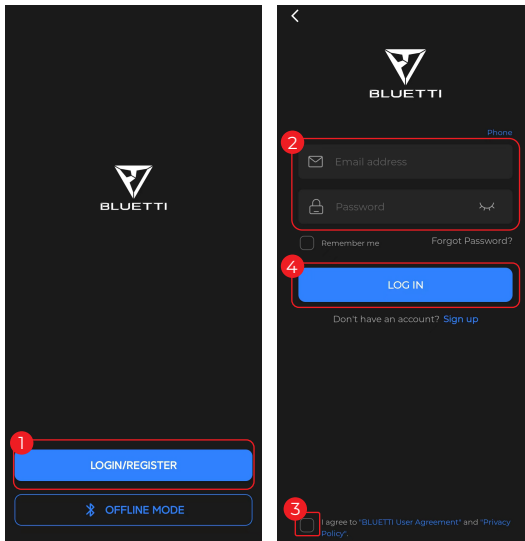 BLUETTI
1
LOGIN/REGISTER
OFFLINE MODE
BLUETTI
Phone
2
Email address
Password
Remember me
Forgot Password?
4
LOG IN
Don't have an account? Sign up
3
I agree to "BLUETTI User Agreement" and "Privacy
Policy".